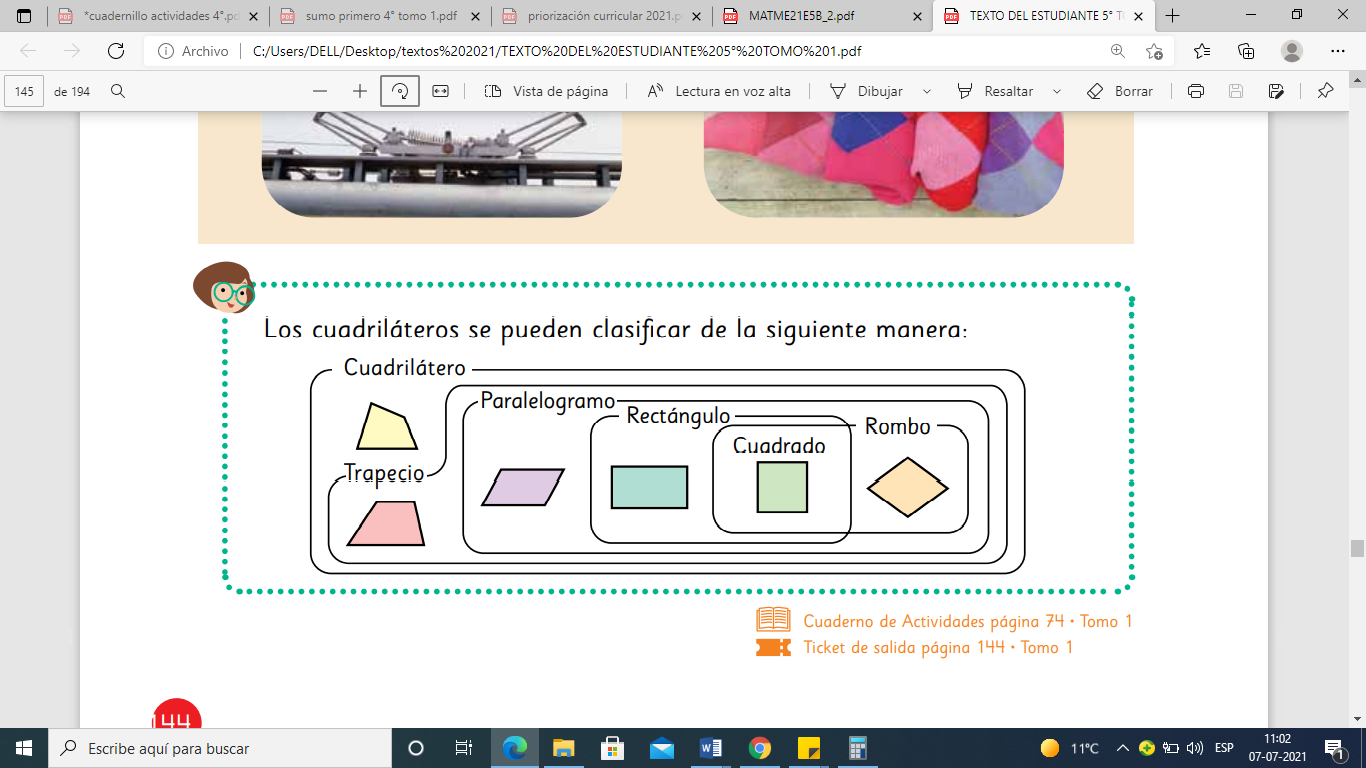 *cuadernillo actividades 4°.pd
sumo primero 4° tomo 1.pdf
priorización curricular 2021.p
MATME21E5B_2.pdf
TEXTO DEL ESTUDIANTE 5° T
Archivo
C:/Users/DELL/Desktop/textos%202021/TEXTO%20DEL%20ESTUDIANTE%205°%20TOMO%201.pdf
145 de 194
Vista de página
Lectura en voz alta
Dibujar
Resaltar
Borrar
Los cuadriláteros se pueden clasificar de la siguiente manera:
Cuadrilátero
Paralelogramo
Rectángulo
Rombo
Cuadrado
Trapecio
Cuaderno de Actividades página 74 • Tomo 1
Ticket de salida página 144 • Tomo 1
144
Escribe aquí para buscar
11°C
ESP
11:02
07-07-2021
1